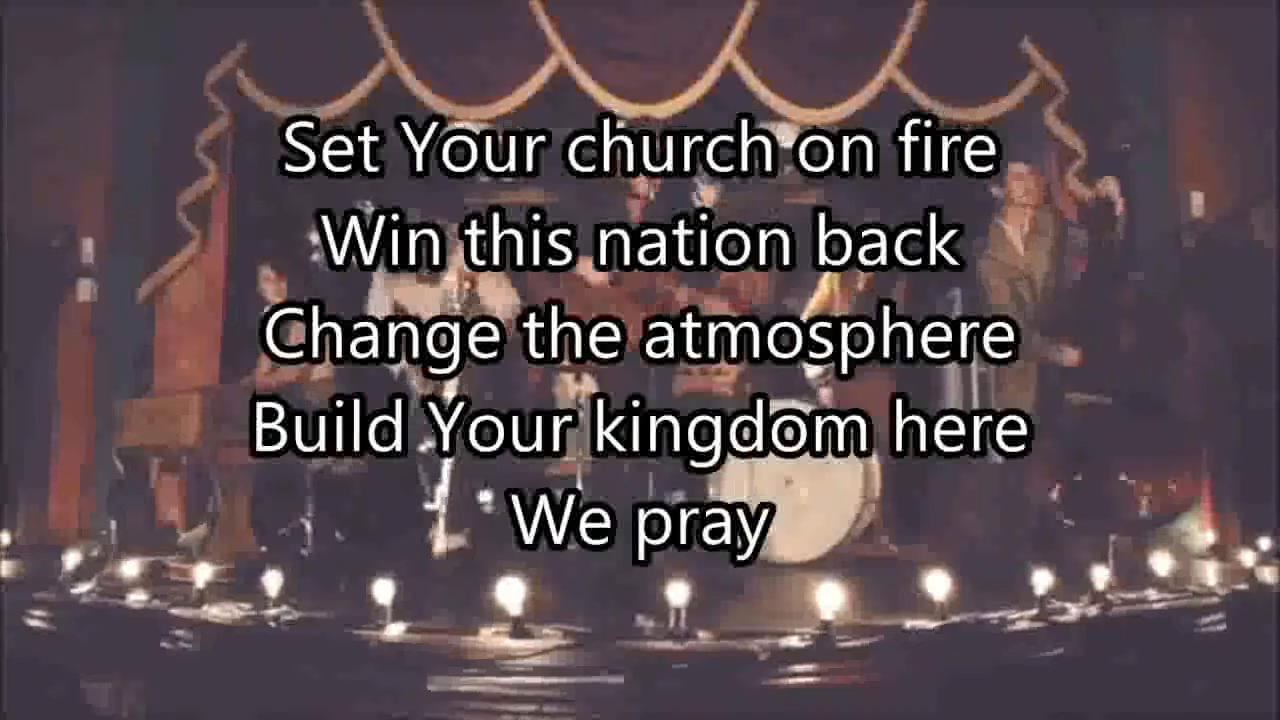 Set Your church on fire
Win this nation back
Change the atmosphere
Build Your kingdom here
We pray